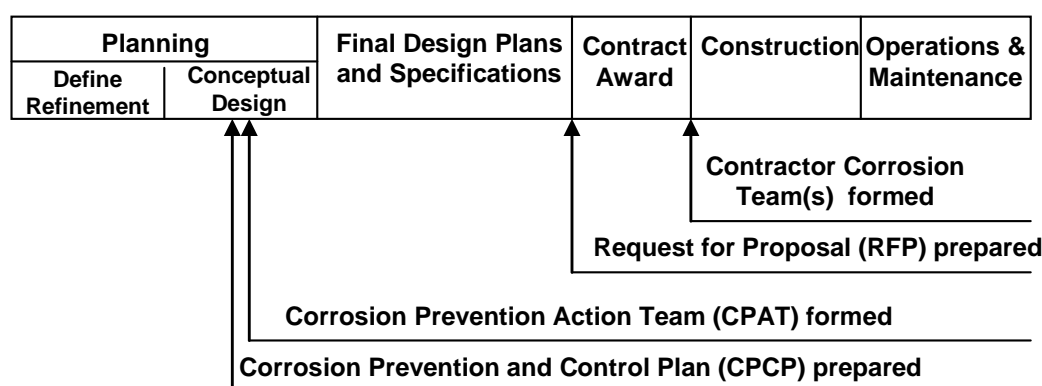 Planning
Define
Refinement
Conceptual
Design
Final Design Plans
and Specifications
Contract
Award
Construction
Operations &
Maintenance
Contractor Corrosion
Team(s) formed
Request for Proposal (RFP) prepared
Corrosion Prevention Action Team (CPAT) formed
Corrosion Prevention and Control Plan (CPCP) prepared